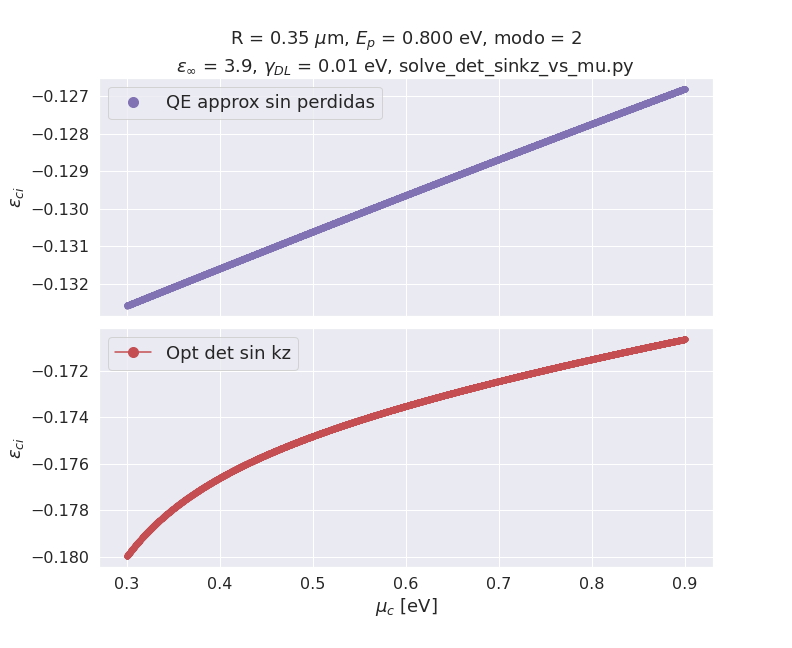 R = 0.35 μm, E_p = 0.800 eV, modo = 2
ε_∞ = 3.9, γ_DL = 0.01 eV, solve_det_sinkz_vs_mu.py
QE approx sin perdidas
−0.127
−0.128
−0.129
−0.130
−0.131
−0.132
ε_ci
Opt det sin kz
−0.172
−0.174
−0.176
−0.178
−0.180
ε_ci
0.3 0.4 0.5 0.6 0.7 0.8 0.9
μ_c [eV]